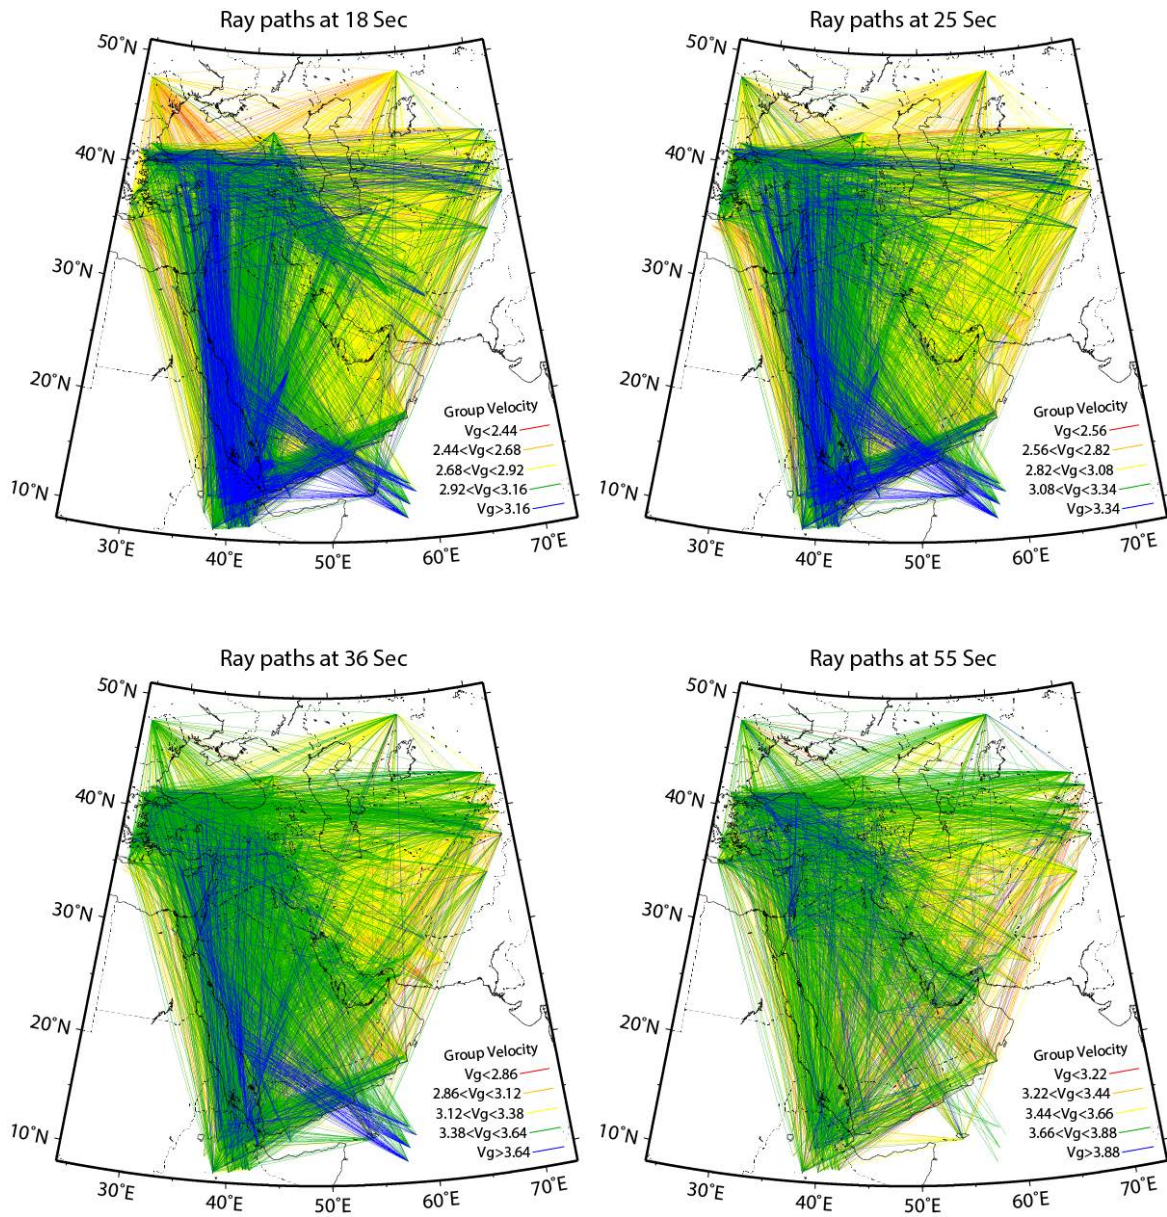 Ray paths at 18 Sec
50°N
40°N
30°N
20°N
10°N
30°E
40°E
50°E
60°E
70°E
Group Velocity
Vg<2.44
2.44<Vg<2.68
2.68<Vg<2.92
2.92<Vg<3.16
Vg>3.16
Ray paths at 25 Sec
50°N
40°N
30°N
20°N
10°N
30°E
40°E
50°E
60°E
70°E
Group Velocity
Vg<2.56
2.56<Vg<2.82
2.82<Vg<3.08
3.08<Vg<3.34
Vg>3.34
Ray paths at 36 Sec
50°N
40°N
30°N
20°N
10°N
30°E
40°E
50°E
60°E
70°E
Group Velocity
Vg<2.86
2.86<Vg<3.12
3.12<Vg<3.38
3.38<Vg<3.64
Vg>3.64
Ray paths at 55 Sec
50°N
40°N
30°N
20°N
10°N
30°E
40°E
50°E
60°E
70°E
Group Velocity
Vg<3.22
3.22<Vg<3.44
3.44<Vg<3.66
3.66<Vg<3.88
Vg>3.88